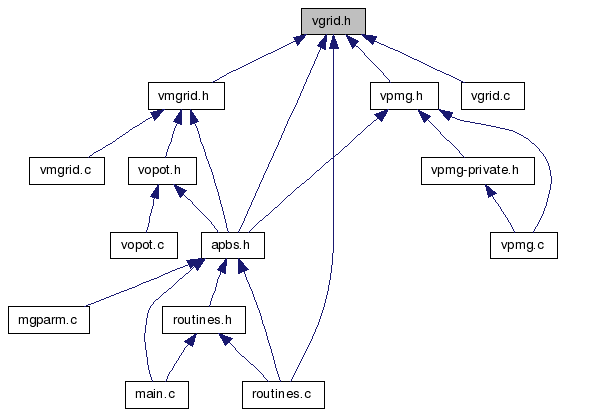 vgrid.h
vmgrid.h
vpmg.h
vgrid.c
vmgrid.c
vopot.h
vpmg-private.h
vopot.c
apbs.h
vpmg.c
mgparm.c
routines.h
main.c
routines.c